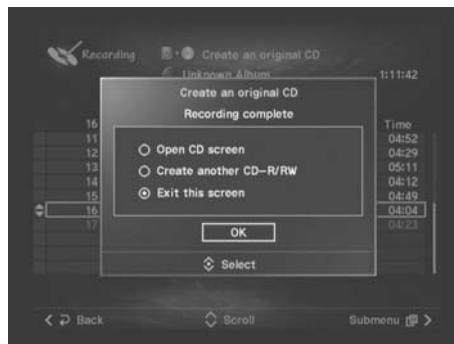 Recording Create an original CD
Unknown Album 1:11:42
Create an original CD
Recording complete
16 Time
11 04:52
12 04:29
13 05:11
14 04:12
15 04:49
16 04:04
17 04:23
Open CD screen
Create another CD-R/RW
Exit this screen
OK
Select
Back Scroll Submenu